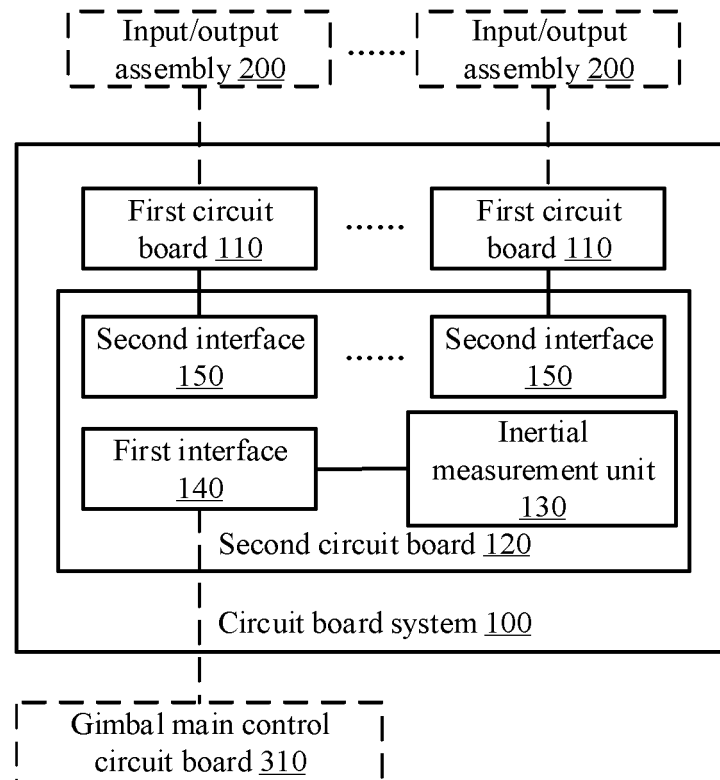 Input/output
assembly 200
......
Input/output
assembly 200
First circuit
board 110
......
First circuit
board 110
Second interface
150
......
Second interface
150
First interface
140
Inertial
measurement unit
130
Second circuit board 120
Circuit board system 100
Gimbal main control
circuit board 310